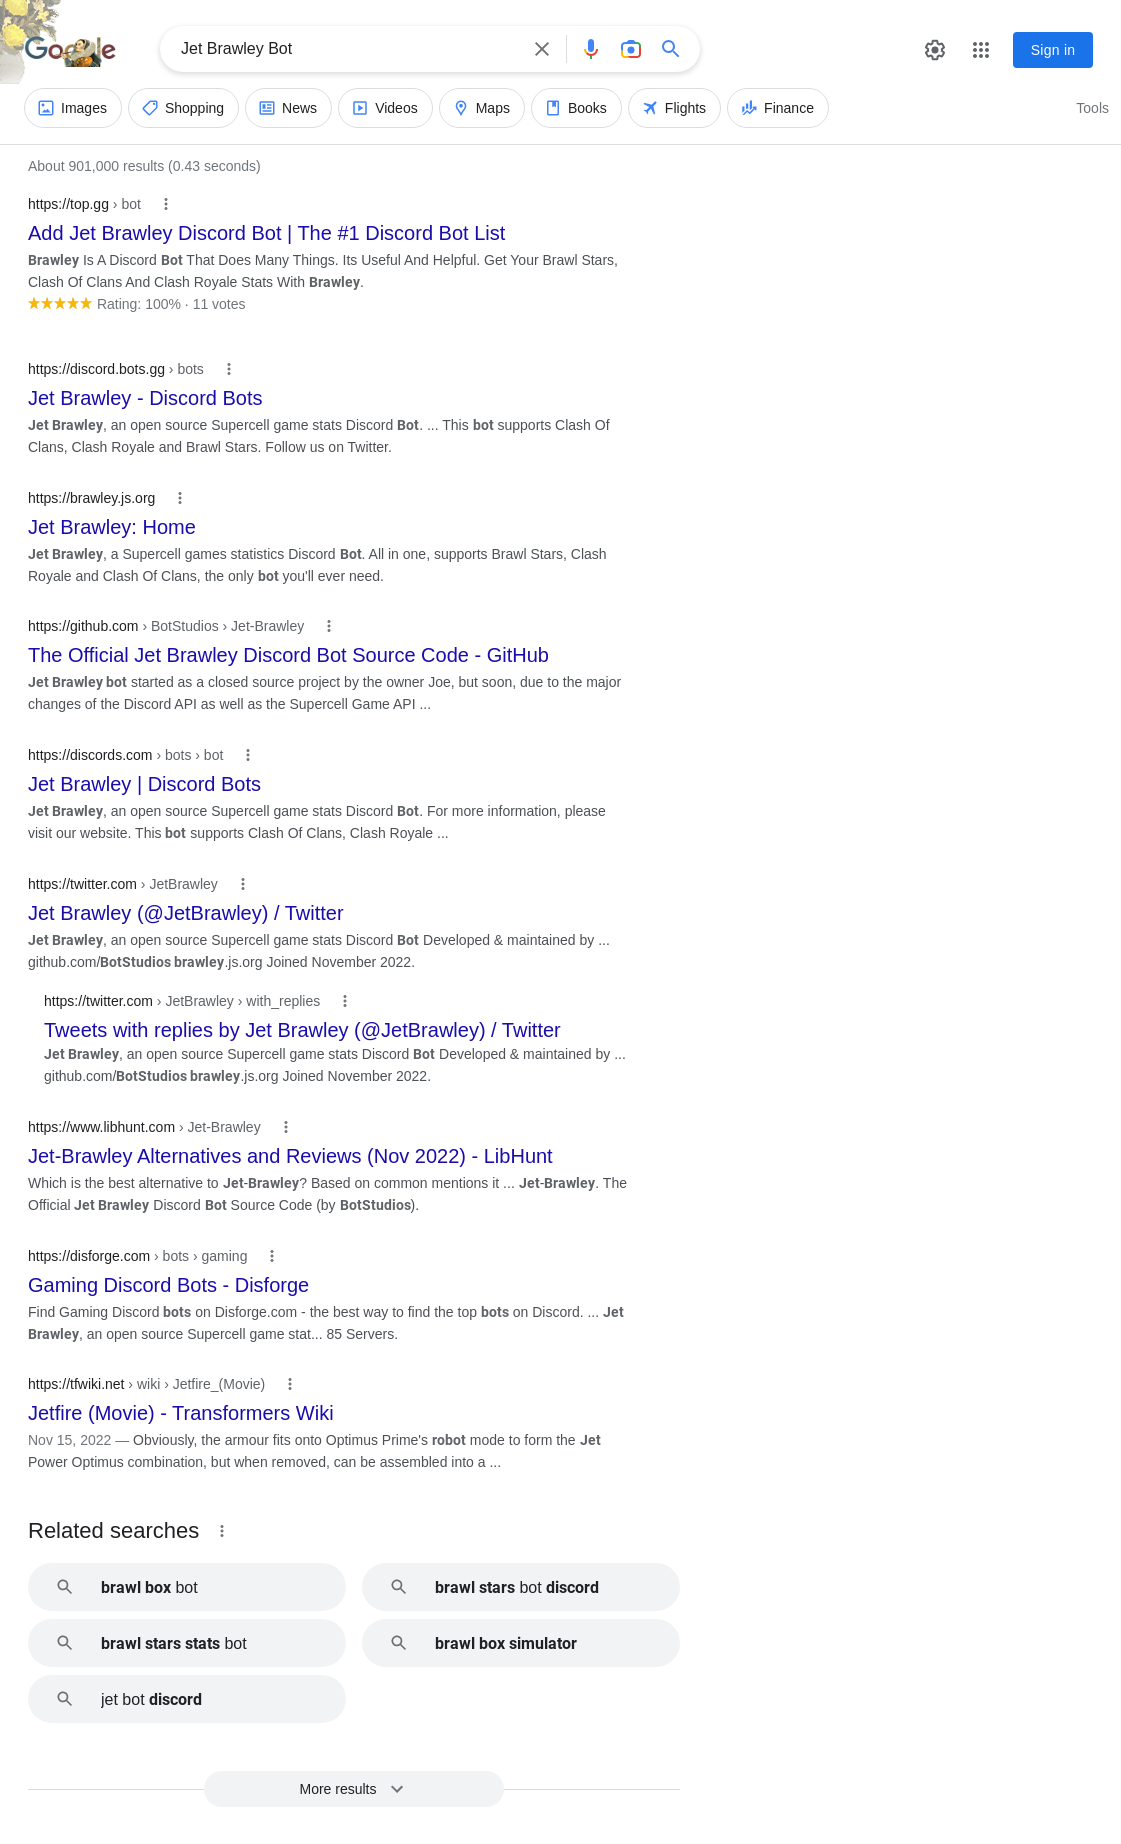 Google
Jet Brawley Bot
Sign in
Images
Shopping
News
Videos
Maps
Books
Flights
Finance
Tools
About 901,000 results (0.43 seconds)
https://top.gg › bot
Add Jet Brawley Discord Bot | The #1 Discord Bot List
Brawley Is A Discord Bot That Does Many Things. Its Useful And Helpful. Get Your Brawl Stars,
Clash Of Clans And Clash Royale Stats With Brawley.
Rating: 100% · 11 votes
https://discord.bots.gg › bots
Jet Brawley - Discord Bots
Jet Brawley, an open source Supercell game stats Discord Bot. ... This bot supports Clash Of
Clans, Clash Royale and Brawl Stars. Follow us on Twitter.
https://brawley.js.org
Jet Brawley: Home
Jet Brawley, a Supercell games statistics Discord Bot. All in one, supports Brawl Stars, Clash
Royale and Clash Of Clans, the only bot you'll ever need.
https://github.com › BotStudios › Jet-Brawley
The Official Jet Brawley Discord Bot Source Code - GitHub
Jet Brawley bot started as a closed source project by the owner Joe, but soon, due to the major
changes of the Discord API as well as the Supercell Game API ...
https://discords.com › bots › bot
Jet Brawley | Discord Bots
Jet Brawley, an open source Supercell game stats Discord Bot. For more information, please
visit our website. This bot supports Clash Of Clans, Clash Royale ...
https://twitter.com › JetBrawley
Jet Brawley (@JetBrawley) / Twitter
Jet Brawley, an open source Supercell game stats Discord Bot Developed & maintained by ...
github.com/BotStudios brawley.js.org Joined November 2022.
https://twitter.com › JetBrawley › with_replies
Tweets with replies by Jet Brawley (@JetBrawley) / Twitter
Jet Brawley, an open source Supercell game stats Discord Bot Developed & maintained by ...
github.com/BotStudios brawley.js.org Joined November 2022.
https://www.libhunt.com › Jet-Brawley
Jet-Brawley Alternatives and Reviews (Nov 2022) - LibHunt
Which is the best alternative to Jet-Brawley? Based on common mentions it ... Jet-Brawley. The
Official Jet Brawley Discord Bot Source Code (by BotStudios).
https://disforge.com › bots › gaming
Gaming Discord Bots - Disforge
Find Gaming Discord bots on Disforge.com - the best way to find the top bots on Discord. ... Jet
Brawley, an open source Supercell game stat... 85 Servers.
https://tfwiki.net › wiki › Jetfire_(Movie)
Jetfire (Movie) - Transformers Wiki
Nov 15, 2022 — Obviously, the armour fits onto Optimus Prime's robot mode to form the Jet
Power Optimus combination, but when removed, can be assembled into a ...
Related searches
brawl box bot
brawl stars bot discord
brawl stars stats bot
brawl box simulator
jet bot discord
More results